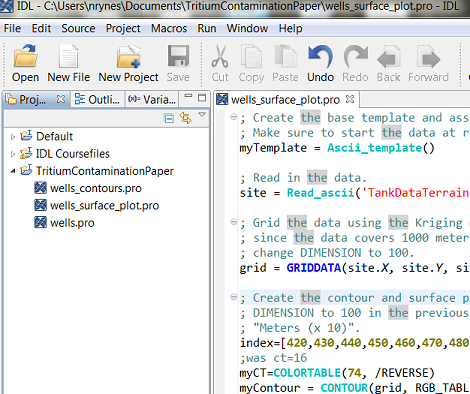 IDL - C:\Users\nrynes\Documents\TritiumContaminationPaper\wells_surface_plot.pro - IDL
File Edit Source Project Macros Run Window Help
Open New File New Project Save Cut Copy Paste Undo Redo Back Forward
Proj... Outli... (x)= Varia...
Default
IDL Coursefiles
TritiumContaminationPaper
wells_contours.pro
wells_surface_plot.pro
wells.pro
wells_surface_plot.pro
; Create the base template and ass
; Make sure to start the data at r
myTemplate = Ascii_template()
; Read in the data.
site = Read_ascii('TankDataTerrain
; Grid the data using the Kriging
; since the data covers 1000 meter
; change DIMENSION to 100.
grid = GRIDDATA(site.X, site.Y, si
; Create the contour and surface p
; DIMENSION to 100 in the previous
; "Meters (x 10)".
index=[420,430,440,450,460,470,480
;was ct=16
myCT=COLORTABLE(74, /REVERSE)
myContour = CONTOUR(grid, RGB_TABL